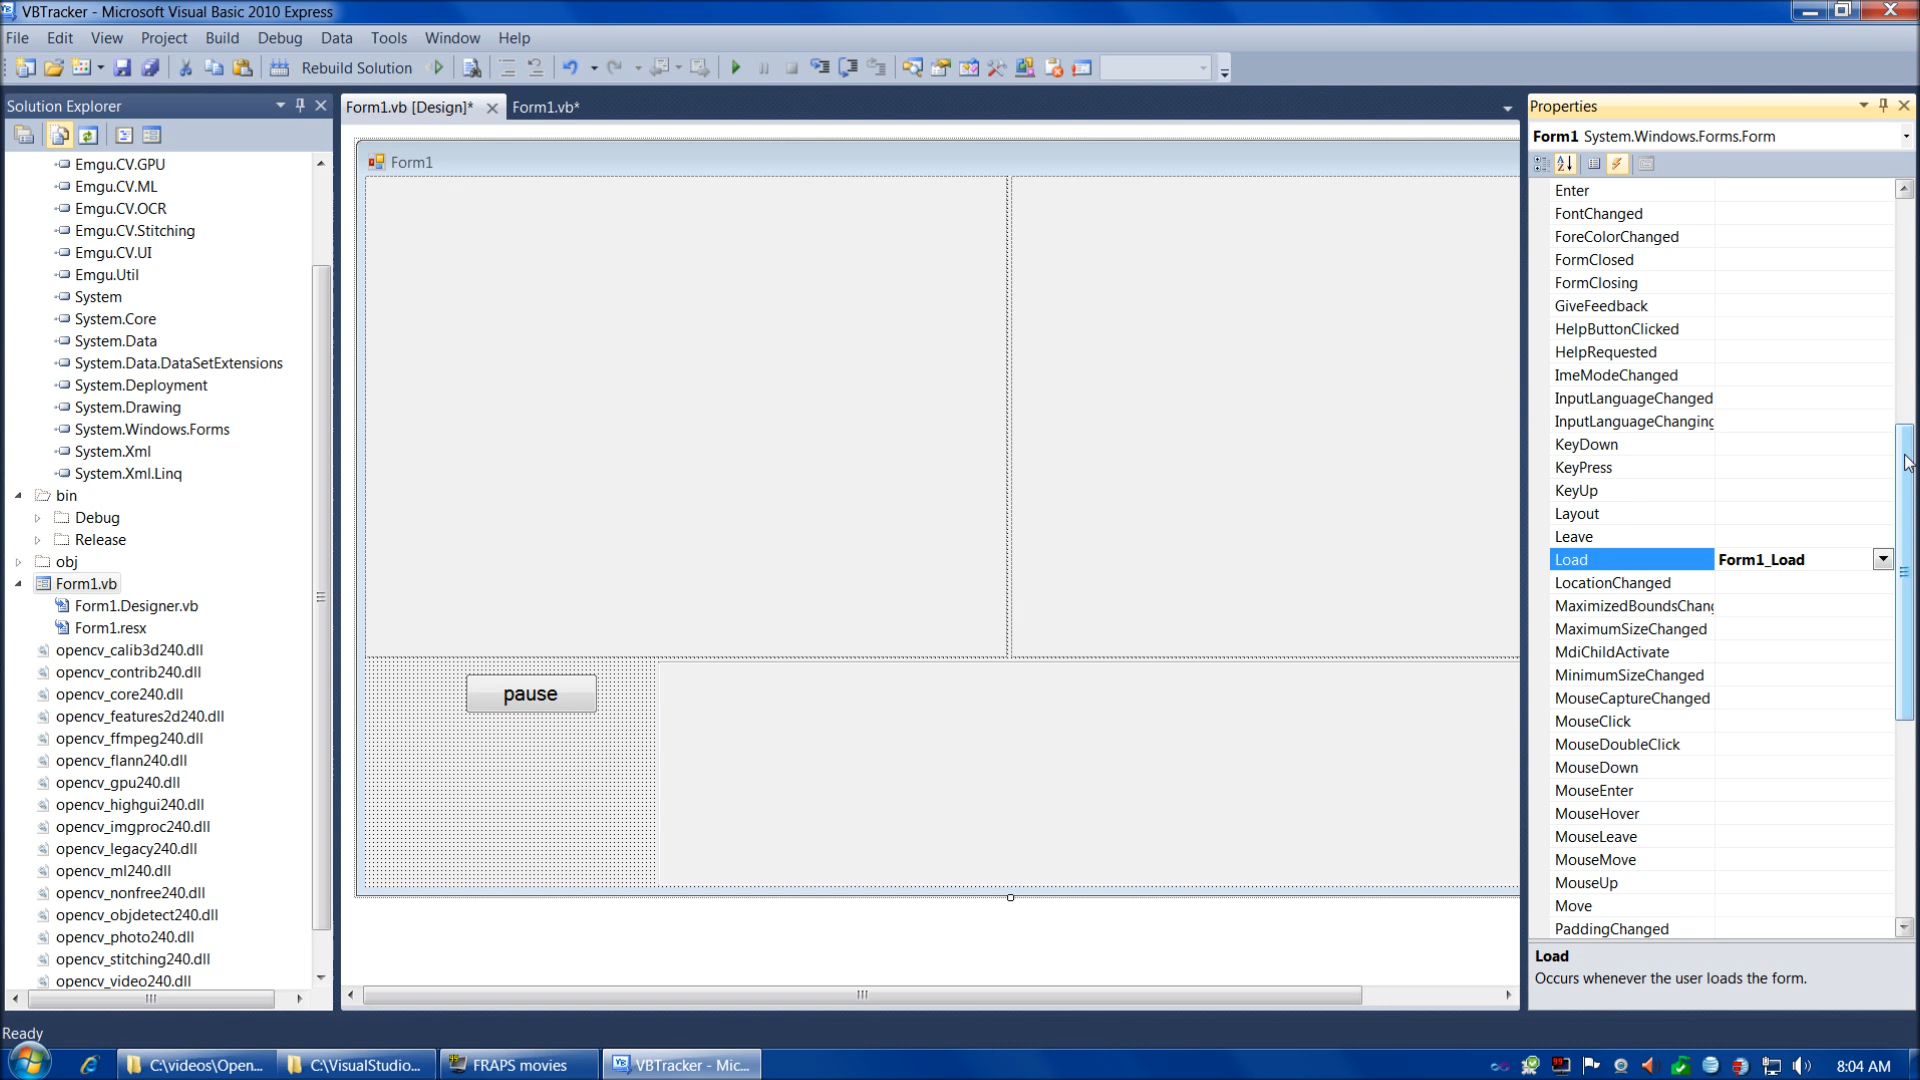 VBTracker - Microsoft Visual Basic 2010 Express
File Edit View Project Build Debug Data Tools Window Help
Rebuild Solution
Solution Explorer
Emgu.CV.GPU
Emgu.CV.ML
Emgu.CV.OCR
Emgu.CV.Stitching
Emgu.CV.UI
Emgu.Util
System
System.Core
System.Data
System.Data.DataSetExtensions
System.Deployment
System.Drawing
System.Windows.Forms
System.Xml
System.Xml.Linq
bin
Debug
Release
obj
Form1.vb
Form1.Designer.vb
Form1.resx
opencv_calib3d240.dll
opencv_contrib240.dll
opencv_core240.dll
opencv_features2d240.dll
opencv_ffmpeg240.dll
opencv_flann240.dll
opencv_gpu240.dll
opencv_highgui240.dll
opencv_imgproc240.dll
opencv_legacy240.dll
opencv_ml240.dll
opencv_nonfree240.dll
opencv_objdetect240.dll
opencv_photo240.dll
opencv_stitching240.dll
opencv_video240.dll
Form1.vb [Design]* Form1.vb*
Form1
pause
Properties
Form1 System.Windows.Forms.Form
Enter
FontChanged
ForeColorChanged
FormClosed
FormClosing
GiveFeedback
HelpButtonClicked
HelpRequested
ImeModeChanged
InputLanguageChanged
InputLanguageChanging
KeyDown
KeyPress
KeyUp
Layout
Leave
Load Form1_Load
LocationChanged
MaximizedBoundsChang
MaximumSizeChanged
MdiChildActivate
MinimumSizeChanged
MouseCaptureChanged
MouseClick
MouseDoubleClick
MouseDown
MouseEnter
MouseHover
MouseLeave
MouseMove
MouseUp
Move
PaddingChanged
Load
Occurs whenever the user loads the form.
Ready
C:\videos\Open... C:\VisualStudio... FRAPS movies VBTracker - Mic... 8:04 AM